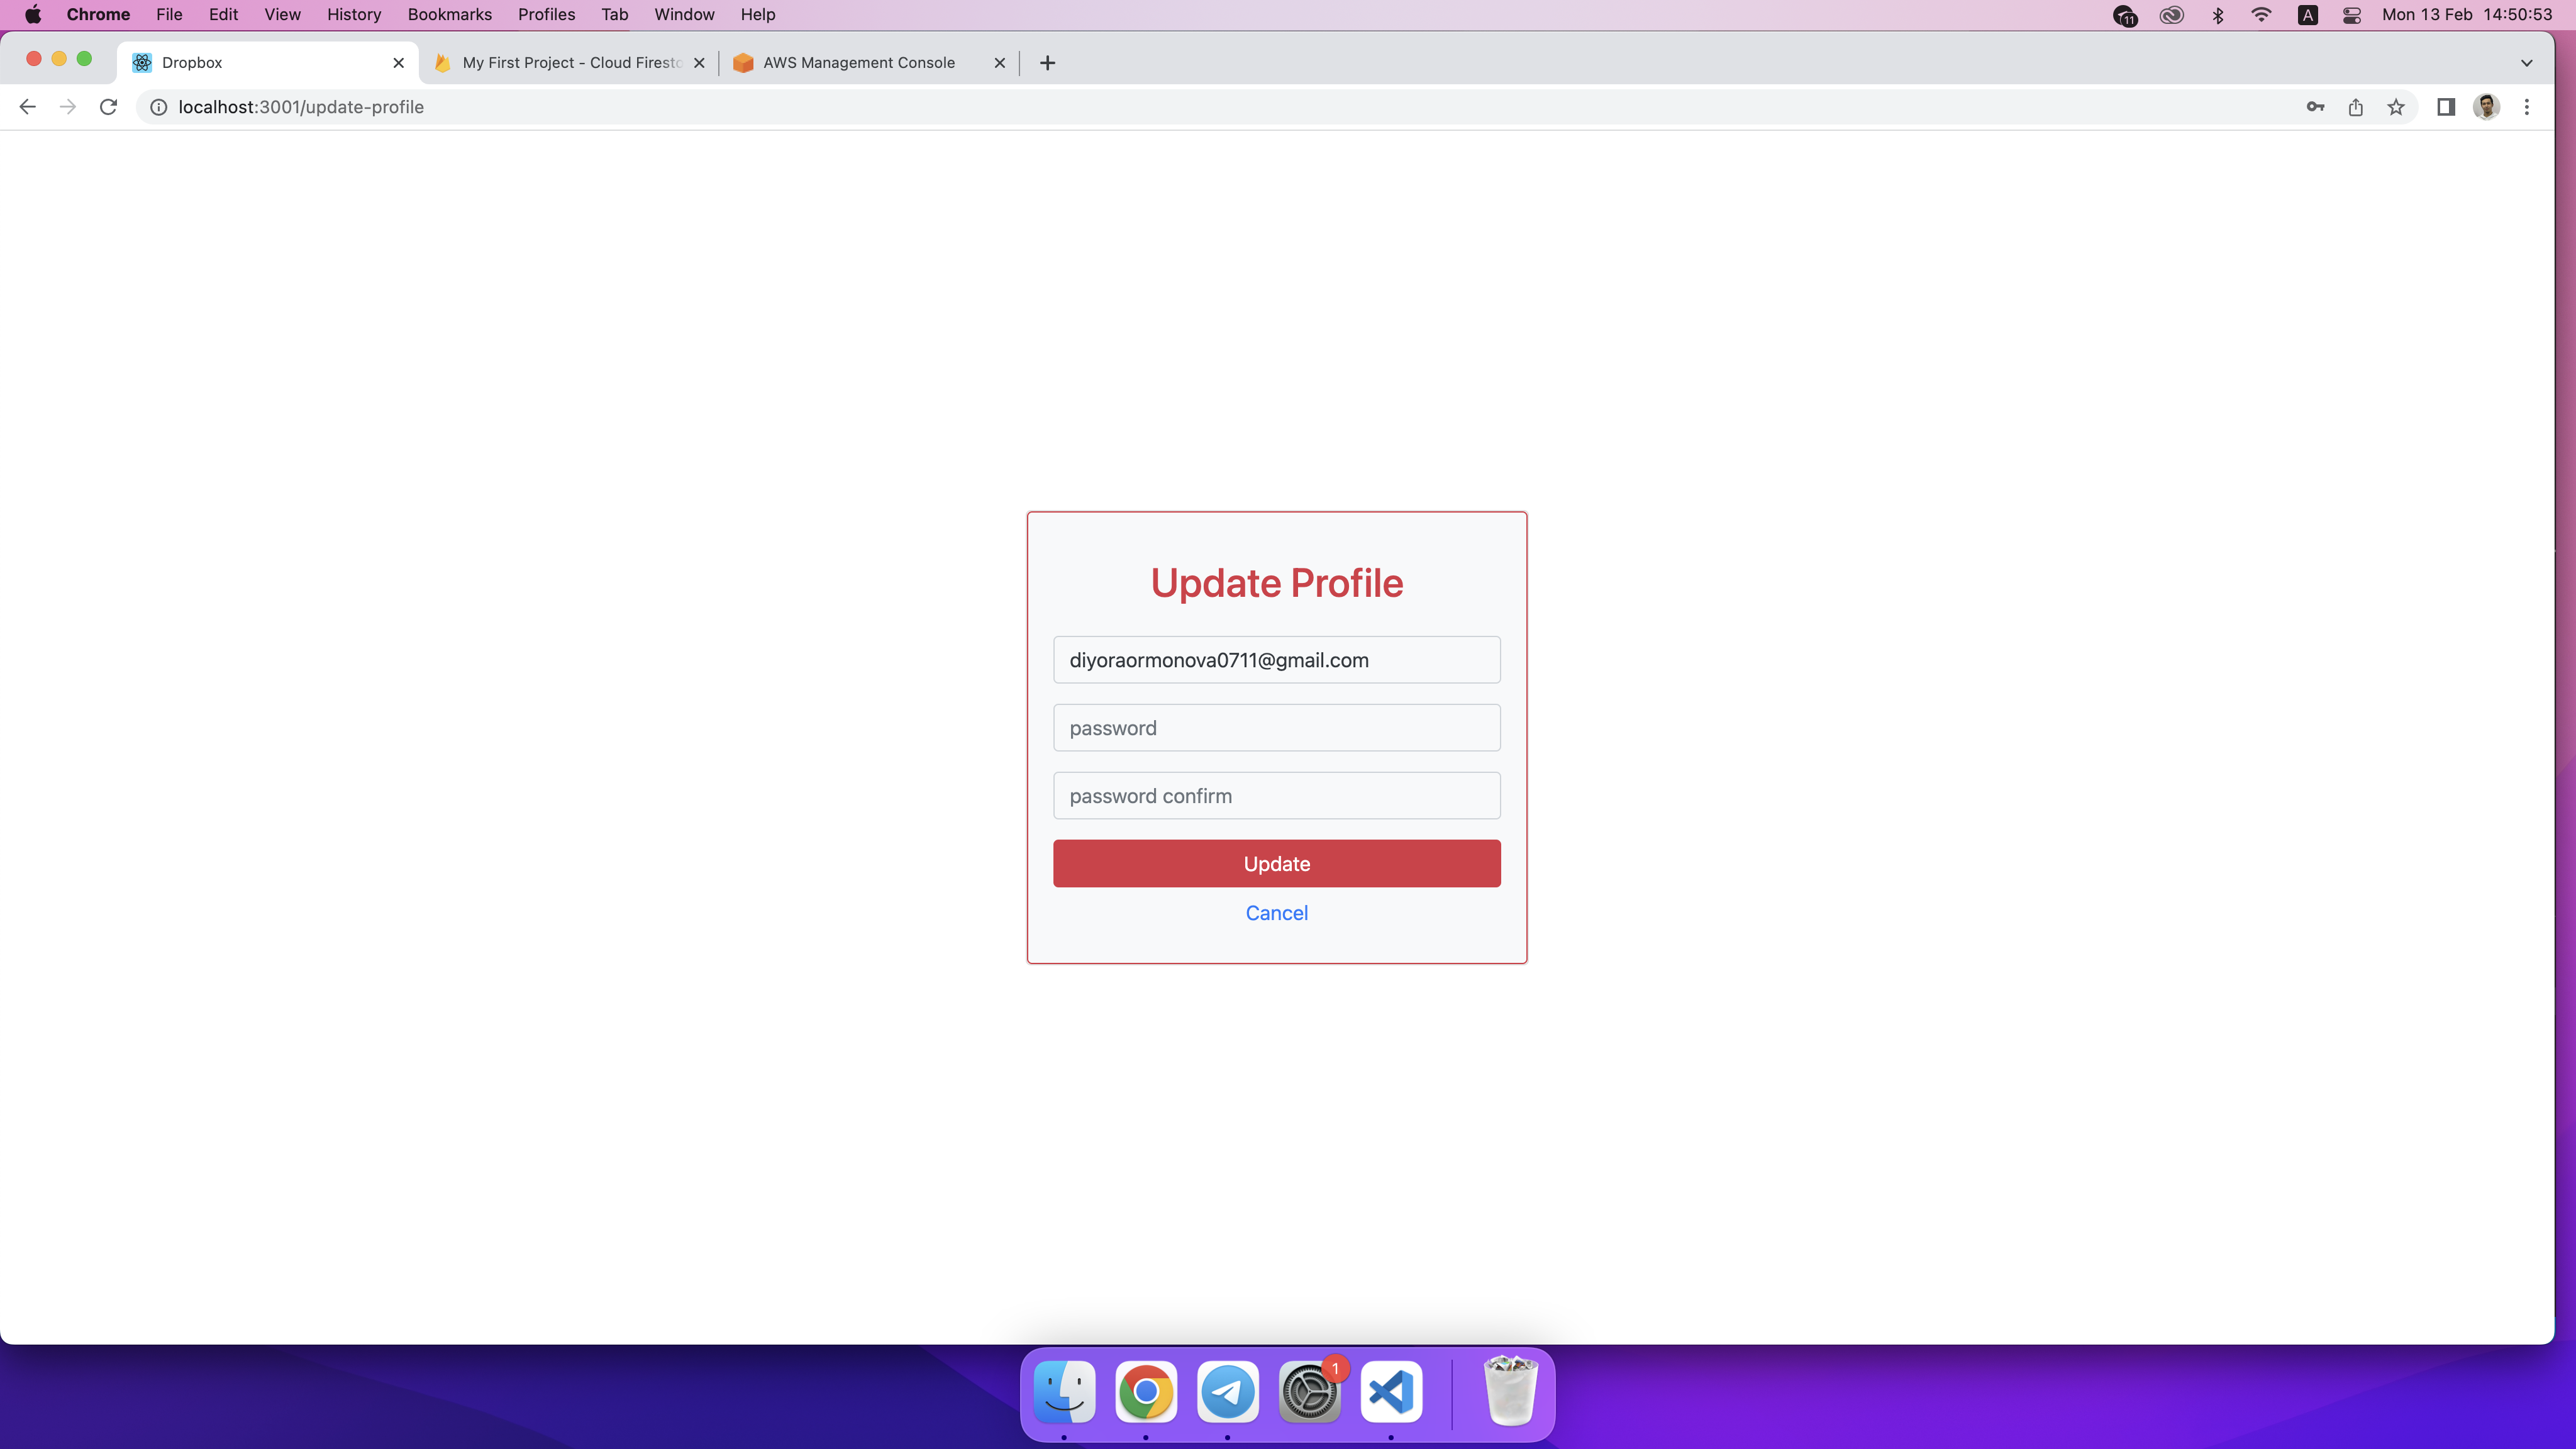 Chrome File Edit View History Bookmarks Profiles Tab Window Help 11 A Mon 13 Feb 14:50:53
Dropbox My First Project - Cloud Firesto AWS Management Console
localhost:3001/update-profile
Update Profile
diyoraormonova0711@gmail.com
password
password confirm
Update
Cancel
1